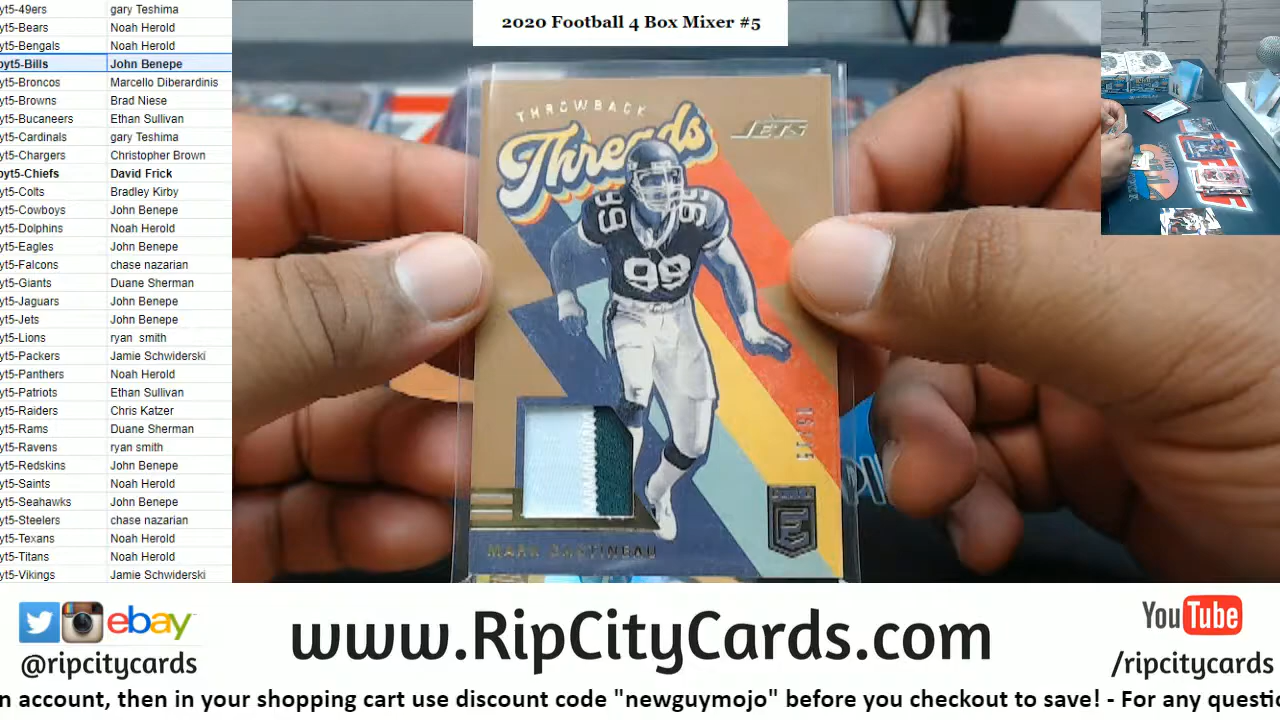 2020 Football 4 Box Mixer #5
yt5-49ers gary Teshima
yt5-Bears Noah Herold
yt5-Bengals Noah Herold
yt5-Bills John Benepe
yt5-Broncos Marcello Diberardinis
yt5-Browns Brad Niese
yt5-Bucaneers Ethan Sullivan
yt5-Cardinals gary Teshima
yt5-Chargers Christopher Brown
yt5-Chiefs David Frick
yt5-Colts Bradley Kirby
yt5-Cowboys John Benepe
yt5-Dolphins Noah Herold
yt5-Eagles John Benepe
yt5-Falcons chase nazarian
yt5-Giants Duane Sherman
yt5-Jaguars John Benepe
yt5-Jets John Benepe
yt5-Lions ryan smith
yt5-Packers Jamie Schwiderski
yt5-Panthers Noah Herold
yt5-Patriots Ethan Sullivan
yt5-Raiders Chris Katzer
yt5-Rams Duane Sherman
yt5-Ravens ryan smith
yt5-Redskins John Benepe
yt5-Saints Noah Herold
yt5-Seahawks John Benepe
yt5-Steelers chase nazarian
yt5-Texans Noah Herold
yt5-Titans Noah Herold
yt5-Vikings Jamie Schwiderski
THROWBACK
Threads
JETS
99
99
99
MARK GASTINEAU
ebay
@ripcitycards
www.RipCityCards.com
YouTube
/ripcitycards
n account, then in your shopping cart use discount code "newguymojo" before you checkout to save! - For any questi